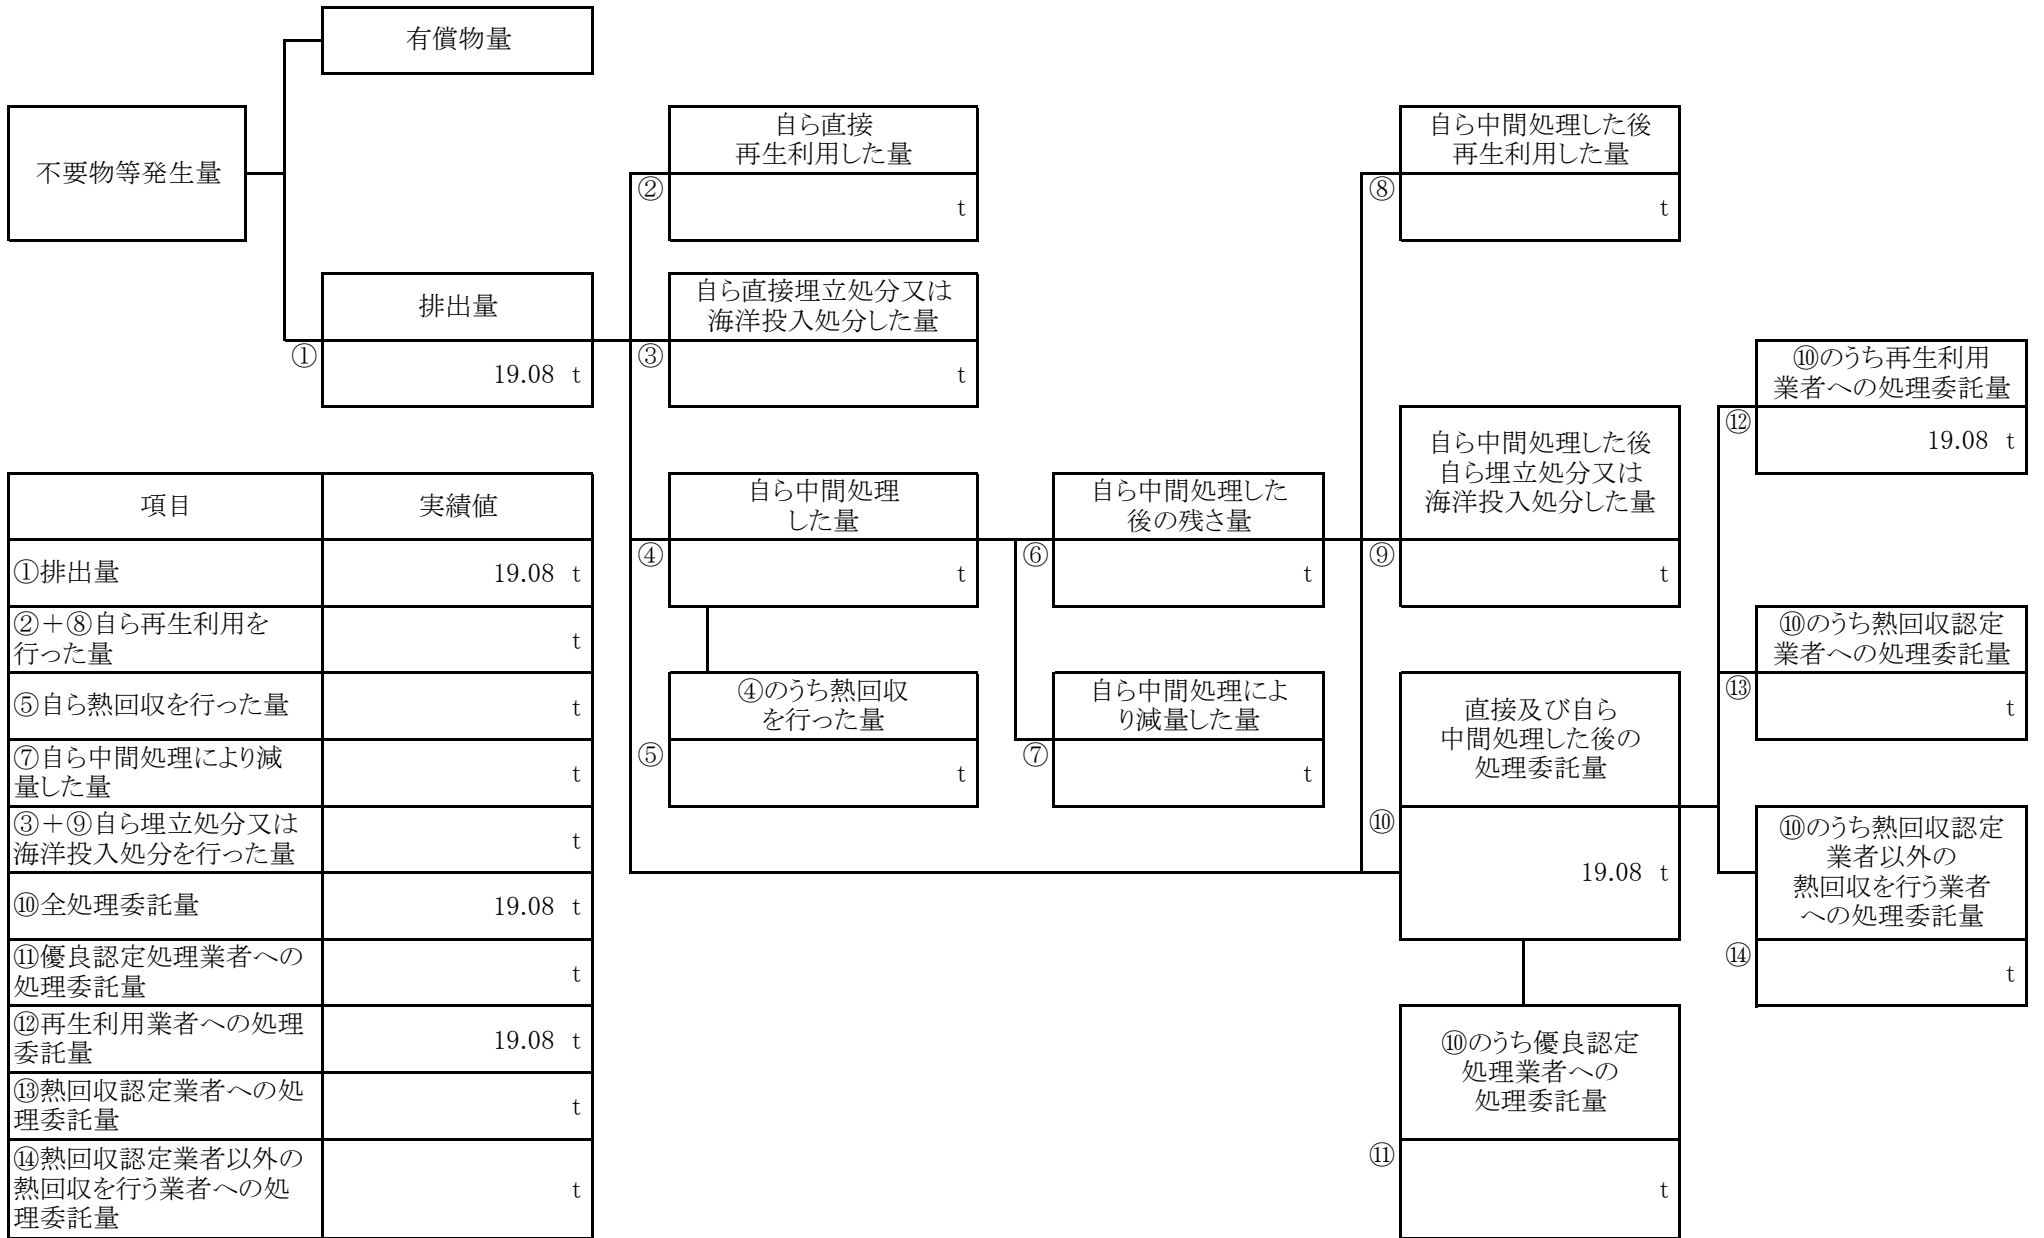 有償物量
不要物等発生量
排出量
①
19.08 t
自ら直接
再生利用した量
②
t
自ら直接埋立処分又は
海洋投入処分した量
③
t
自ら中間処理
した量
④
t
④のうち熱回収
を行った量
⑤
t
自ら中間処理した
後の残さ量
⑥
t
自ら中間処理によ
り減量した量
⑦
t
自ら中間処理した後
再生利用した量
⑧
t
自ら中間処理した後
自ら埋立処分又は
海洋投入処分した量
⑨
t
直接及び自ら
中間処理した後の
処理委託量
⑩
19.08 t
⑩のうち優良認定
処理業者への
処理委託量
⑪
t
⑩のうち再生利用
業者への処理委託量
⑫
19.08 t
⑩のうち熱回収認定
業者への処理委託量
⑬
t
⑩のうち熱回収認定
業者以外の
熱回収を行う業者
への処理委託量
⑭
t
項目 実績値
①排出量 19.08 t
②+⑧自ら再生利用を
行った量
t
⑤自ら熱回収を行った量 t
⑦自ら中間処理により減
量した量
t
③+⑨自ら埋立処分又は
海洋投入処分を行った量
t
⑩全処理委託量 19.08 t
⑪優良認定処理業者への
処理委託量
t
⑫再生利用業者への処理
委託量
19.08 t
⑬熱回収認定業者への処
理委託量
t
⑭熱回収認定業者以外の
熱回収を行う業者への処
理委託量
t